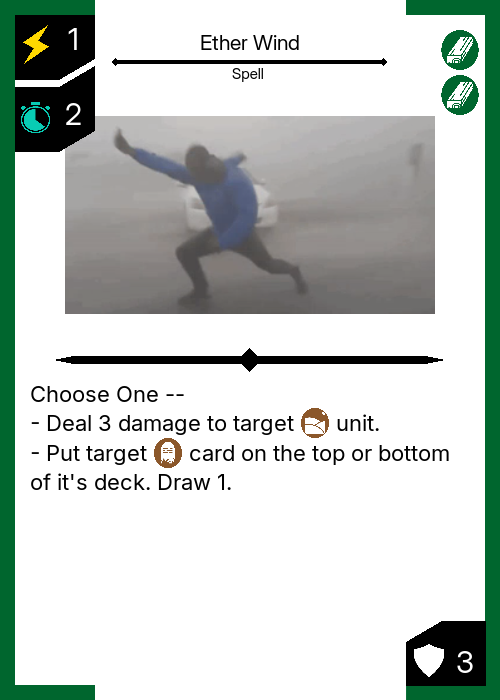 1
Ether Wind
Spell
2
Choose One --
- Deal 3 damage to target unit.
- Put target card on the top or bottom
of it's deck. Draw 1.
3